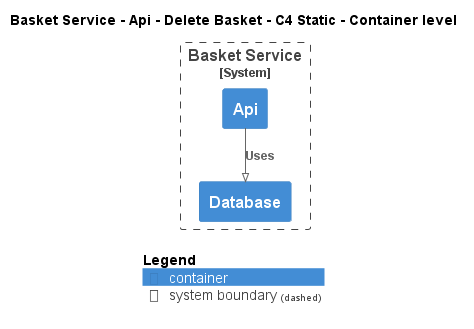 Basket Service - Api - Delete Basket - C4 Static - Container level
Basket Service
[System]
Api
Uses
Database
Legend
container
system boundary (dashed)